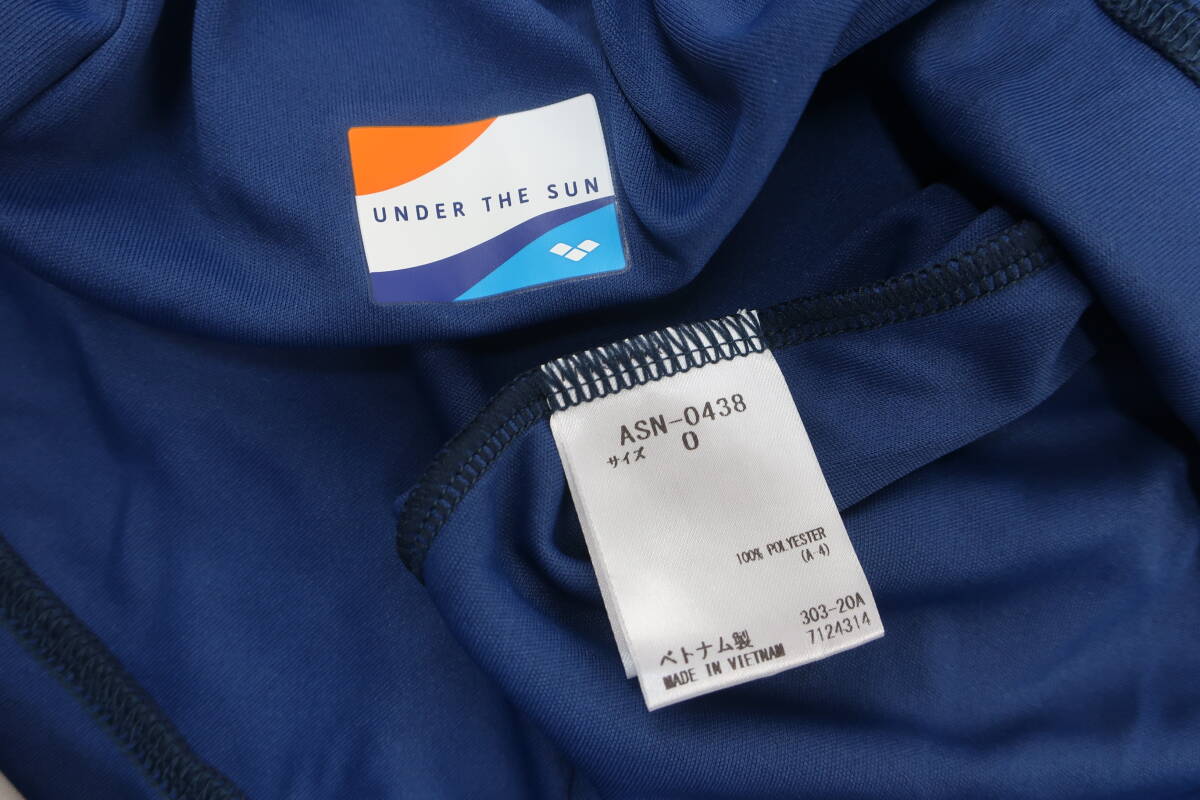 UNDER THE SUN
ASN-0438
サイズ 0
100% POLYESTER
(A-4)
303-20A
7124314
ベトナム製
MADE IN VIETNAM